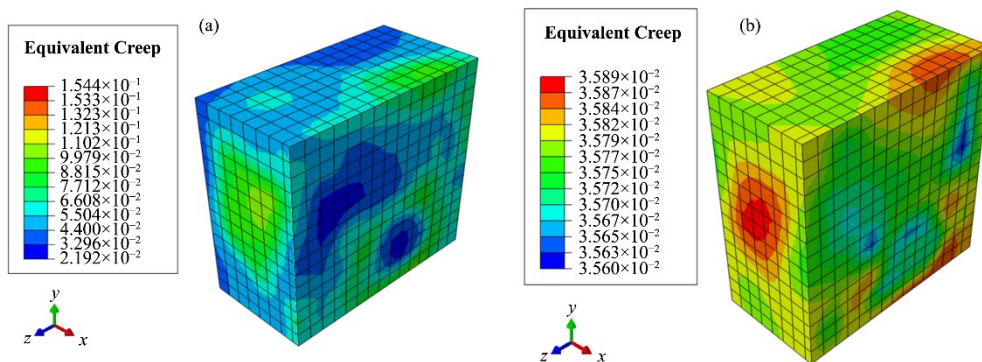 (a)
Equivalent Creep
1.544×10⁻¹
1.533×10⁻¹
1.323×10⁻¹
1.213×10⁻¹
1.102×10⁻¹
9.979×10⁻²
8.815×10⁻²
7.712×10⁻²
6.608×10⁻²
5.504×10⁻²
4.400×10⁻²
3.296×10⁻²
2.192×10⁻²
y
z
x
(b)
Equivalent Creep
3.589×10⁻²
3.587×10⁻²
3.584×10⁻²
3.582×10⁻²
3.579×10⁻²
3.577×10⁻²
3.575×10⁻²
3.572×10⁻²
3.570×10⁻²
3.567×10⁻²
3.565×10⁻²
3.563×10⁻²
3.560×10⁻²
y
z
x